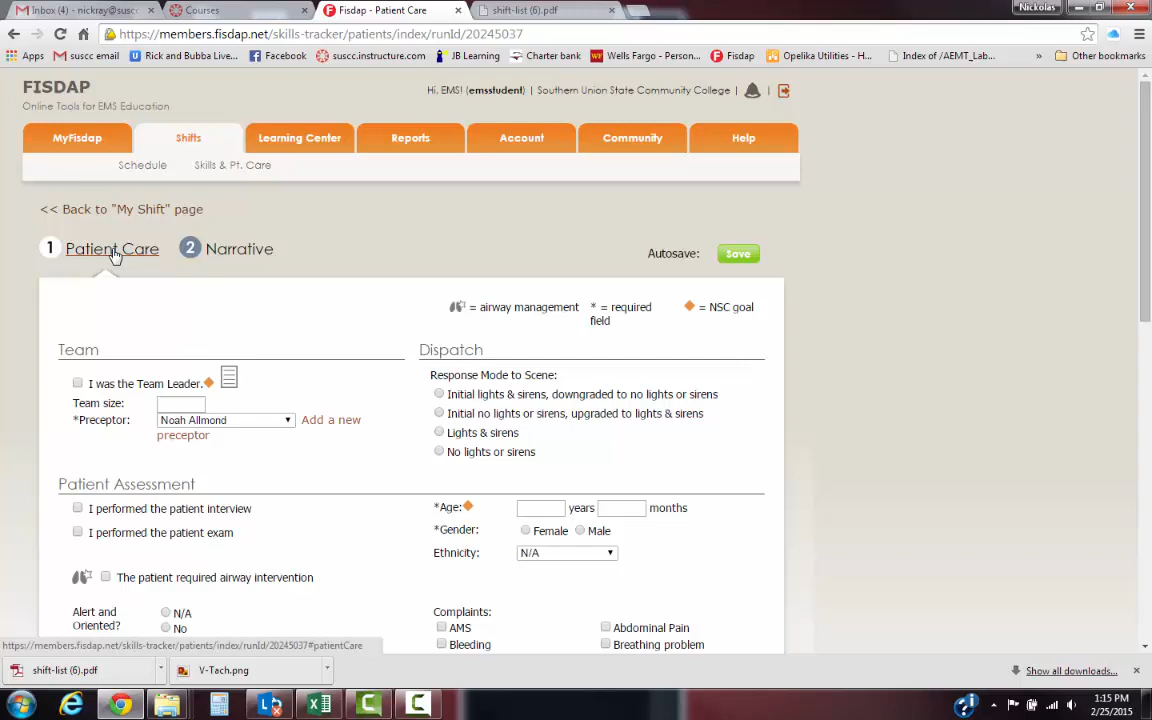 Inbox (4) - nickray@susc
Courses
Fisdap - Patient Care
shift-list (6).pdf
Nickolas
https://members.fisdap.net/skills-tracker/patients/index/runId/20245037
Apps
suscc email
Rick and Bubba Live...
Facebook
suscc.instructure.com
JB Learning
Charter bank
Wells Fargo - Person...
Fisdap
Opelika Utilities - H...
Index of /AEMT_Lab...
»
Other bookmarks
FISDAP
Online Tools for EMS Education
Hi, EMS! (emsstudent) | Southern Union State Community College |
MyFisdap
Shifts
Learning Center
Reports
Account
Community
Help
Schedule
Skills & Pt. Care
<< Back to "My Shift" page
1 Patient Care
2 Narrative
Autosave:
Save
= airway management
* = required field
= NSC goal
Team
I was the Team Leader.
Team size:
*Preceptor:
Noah Allmond
Add a new
preceptor
Dispatch
Response Mode to Scene:
Initial lights & sirens, downgraded to no lights or sirens
Initial no lights or sirens, upgraded to lights & sirens
Lights & sirens
No lights or sirens
Patient Assessment
I performed the patient interview
I performed the patient exam
The patient required airway intervention
Alert and
Oriented?
N/A
No
*Age:
years
months
*Gender:
Female
Male
Ethnicity:
N/A
Complaints:
AMS
Abdominal Pain
Bleeding
Breathing problem
https://members.fisdap.net/skills-tracker/patients/index/runId/20245037#patientCare
shift-list (6).pdf
V-Tach.png
Show all downloads...
1:15 PM
2/25/2015